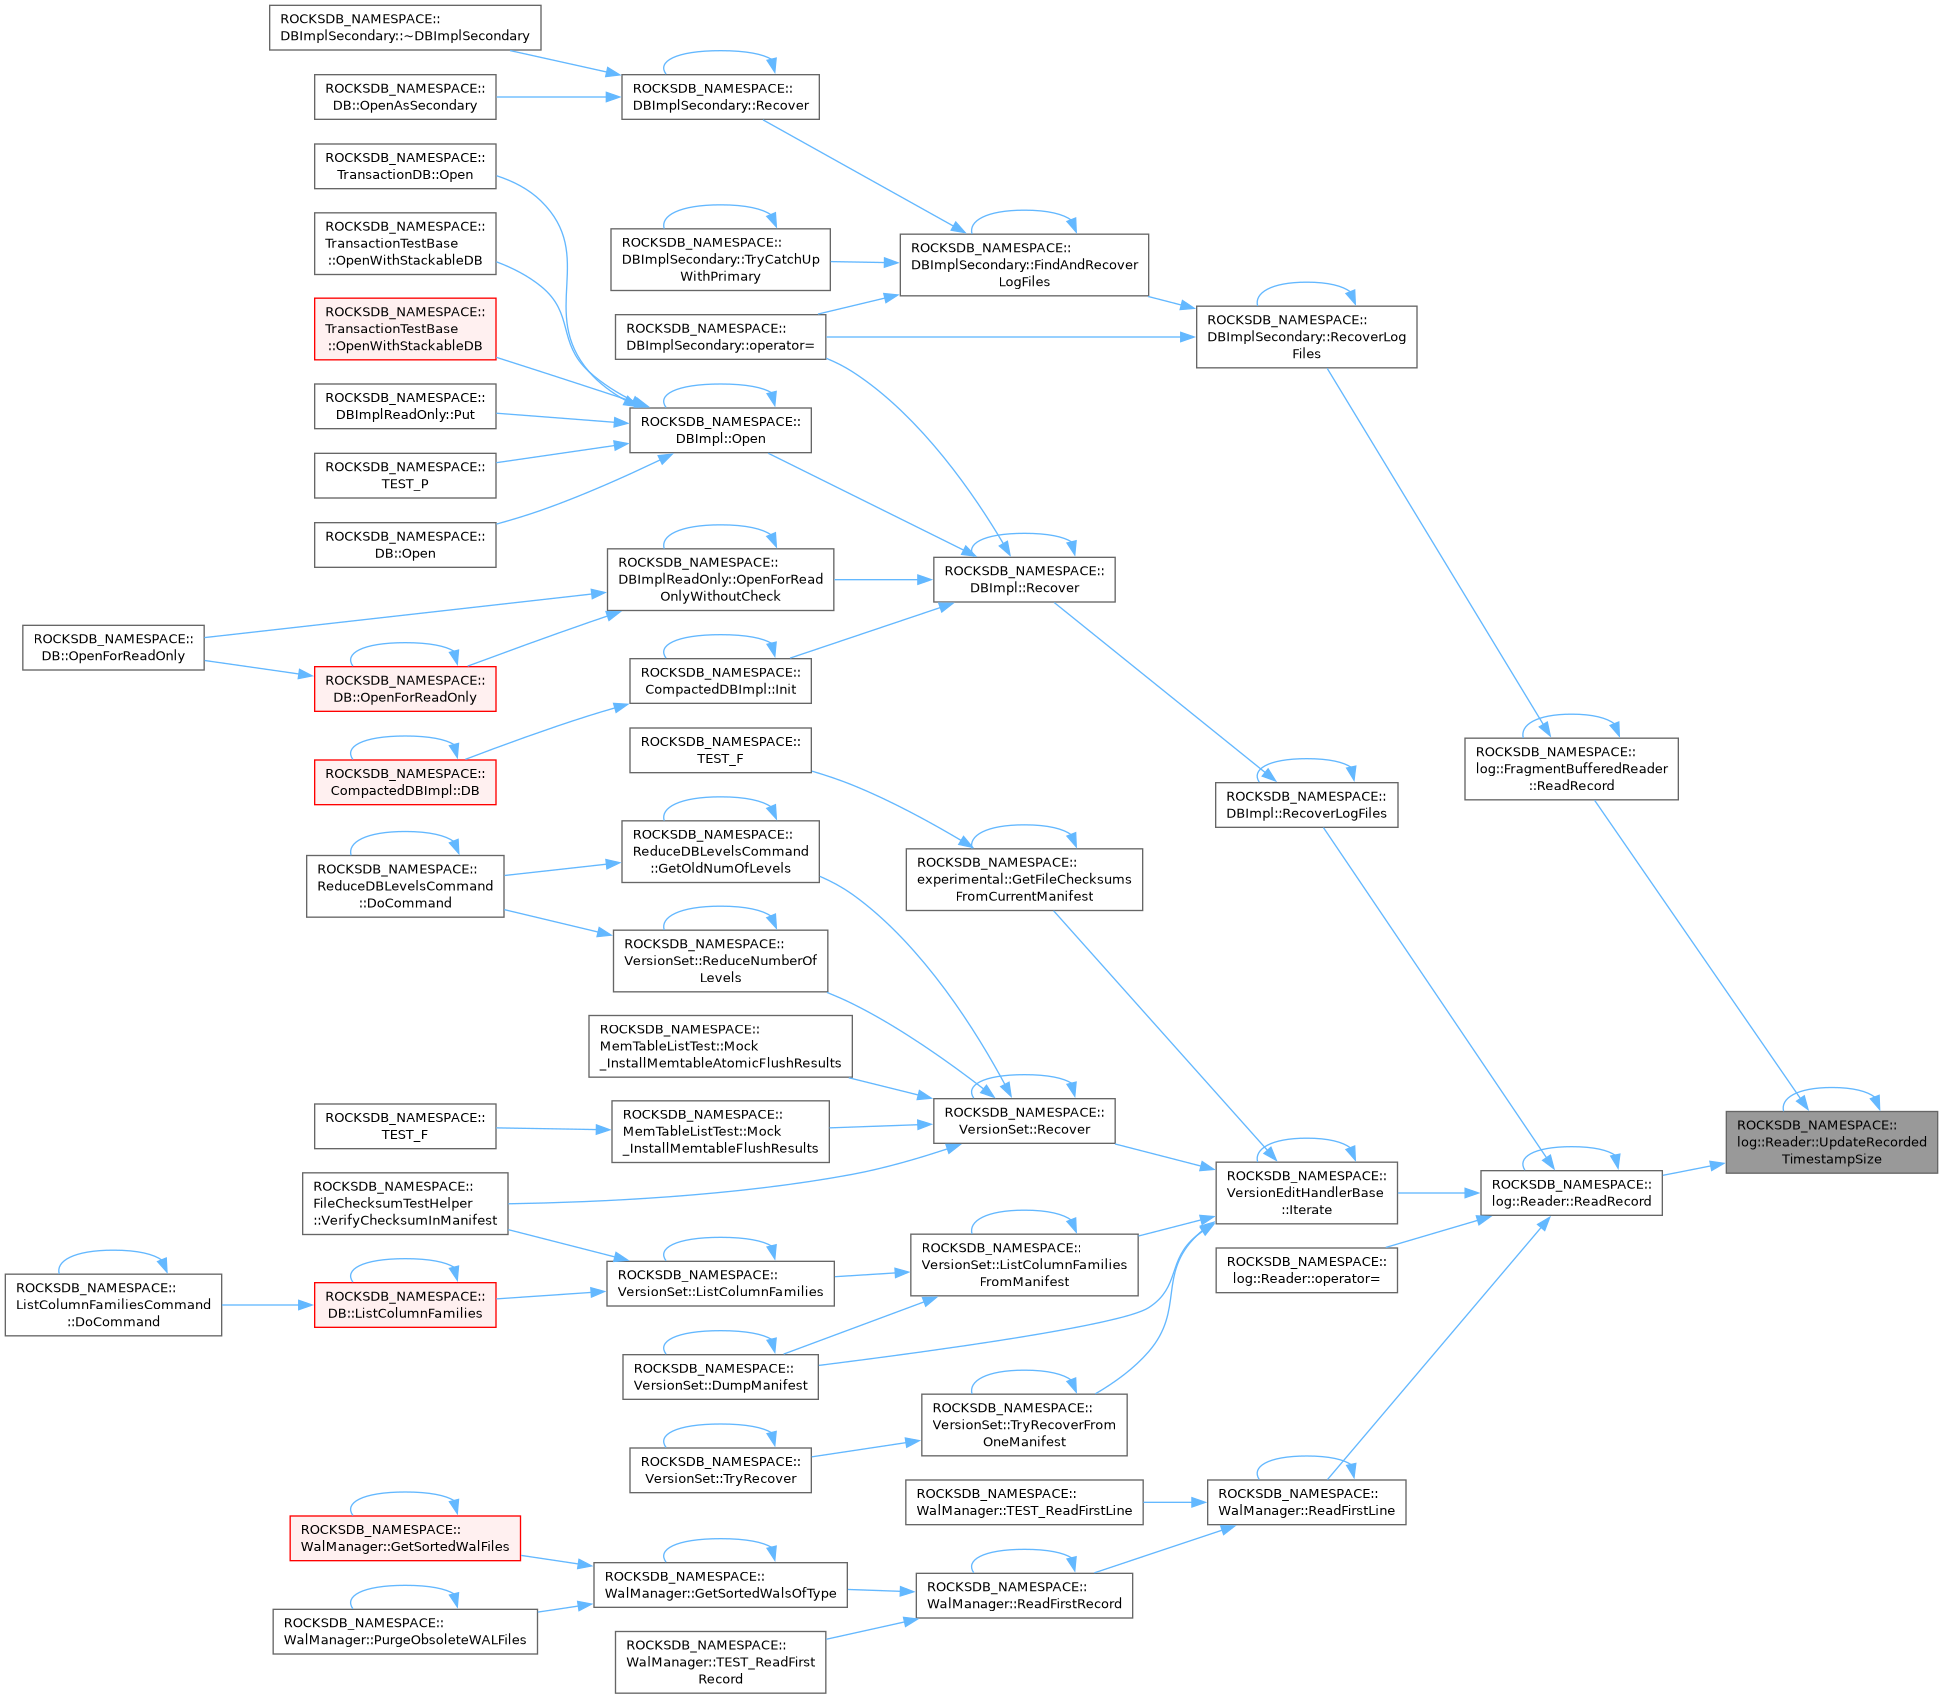 ROCKSDB_NAMESPACE::
DBImplSecondary::~DBImplSecondary
ROCKSDB_NAMESPACE::
DB::OpenAsSecondary
ROCKSDB_NAMESPACE::
DBImplSecondary::Recover
ROCKSDB_NAMESPACE::
TransactionDB::Open
ROCKSDB_NAMESPACE::
TransactionTestBase
::OpenWithStackableDB
ROCKSDB_NAMESPACE::
DBImplSecondary::TryCatchUp
WithPrimary
ROCKSDB_NAMESPACE::
DBImplSecondary::FindAndRecover
LogFiles
ROCKSDB_NAMESPACE::
TransactionTestBase
::OpenWithStackableDB
ROCKSDB_NAMESPACE::
DBImplSecondary::operator=
ROCKSDB_NAMESPACE::
DBImplSecondary::RecoverLog
Files
ROCKSDB_NAMESPACE::
DBImplReadOnly::Put
ROCKSDB_NAMESPACE::
DBImpl::Open
ROCKSDB_NAMESPACE::
TEST_P
ROCKSDB_NAMESPACE::
DB::Open
ROCKSDB_NAMESPACE::
DBImplReadOnly::OpenForRead
OnlyWithoutCheck
ROCKSDB_NAMESPACE::
DBImpl::Recover
ROCKSDB_NAMESPACE::
DB::OpenForReadOnly
ROCKSDB_NAMESPACE::
DB::OpenForReadOnly
ROCKSDB_NAMESPACE::
CompactedDBImpl::Init
ROCKSDB_NAMESPACE::
CompactedDBImpl::DB
ROCKSDB_NAMESPACE::
TEST_F
ROCKSDB_NAMESPACE::
log::FragmentBufferedReader
::ReadRecord
ROCKSDB_NAMESPACE::
DBImpl::RecoverLogFiles
ROCKSDB_NAMESPACE::
ReduceDBLevelsCommand
::DoCommand
ROCKSDB_NAMESPACE::
ReduceDBLevelsCommand
::GetOldNumOfLevels
ROCKSDB_NAMESPACE::
experimental::GetFileChecksums
FromCurrentManifest
ROCKSDB_NAMESPACE::
VersionSet::ReduceNumberOf
Levels
ROCKSDB_NAMESPACE::
MemTableListTest::Mock
_InstallMemtableAtomicFlushResults
ROCKSDB_NAMESPACE::
TEST_F
ROCKSDB_NAMESPACE::
MemTableListTest::Mock
_InstallMemtableFlushResults
ROCKSDB_NAMESPACE::
VersionSet::Recover
ROCKSDB_NAMESPACE::
log::Reader::UpdateRecorded
TimestampSize
ROCKSDB_NAMESPACE::
FileChecksumTestHelper
::VerifyChecksumInManifest
ROCKSDB_NAMESPACE::
VersionEditHandlerBase
::Iterate
ROCKSDB_NAMESPACE::
log::Reader::ReadRecord
ROCKSDB_NAMESPACE::
ListColumnFamiliesCommand
::DoCommand
ROCKSDB_NAMESPACE::
DB::ListColumnFamilies
ROCKSDB_NAMESPACE::
VersionSet::ListColumnFamilies
ROCKSDB_NAMESPACE::
VersionSet::ListColumnFamilies
FromManifest
ROCKSDB_NAMESPACE::
log::Reader::operator=
ROCKSDB_NAMESPACE::
VersionSet::DumpManifest
ROCKSDB_NAMESPACE::
VersionSet::TryRecoverFrom
OneManifest
ROCKSDB_NAMESPACE::
VersionSet::TryRecover
ROCKSDB_NAMESPACE::
WalManager::TEST_ReadFirstLine
ROCKSDB_NAMESPACE::
WalManager::ReadFirstLine
ROCKSDB_NAMESPACE::
WalManager::GetSortedWalFiles
ROCKSDB_NAMESPACE::
WalManager::GetSortedWalsOfType
ROCKSDB_NAMESPACE::
WalManager::ReadFirstRecord
ROCKSDB_NAMESPACE::
WalManager::PurgeObsoleteWALFiles
ROCKSDB_NAMESPACE::
WalManager::TEST_ReadFirst
Record